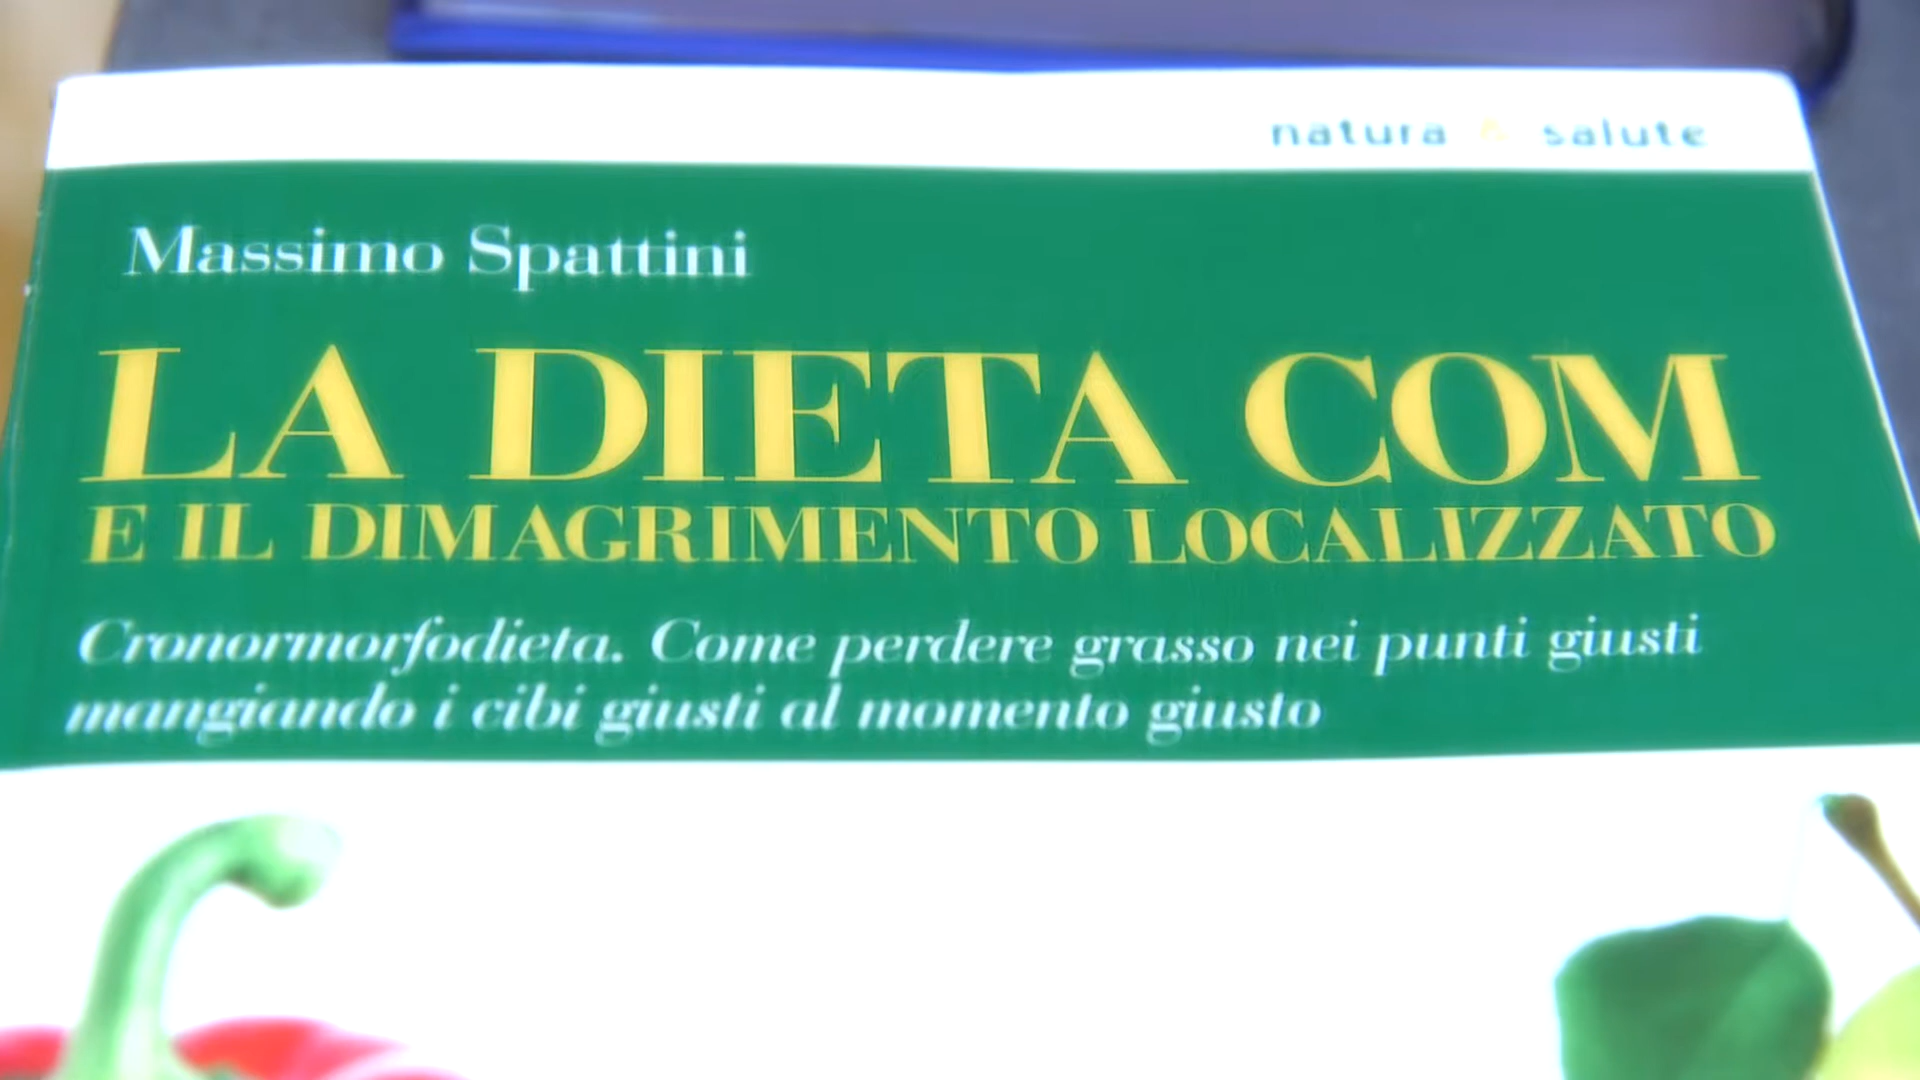 natura & salute
Massimo Spattini
LA DIETA COM
E IL DIMAGRIMENTO LOCALIZZATO
Cronormorfodieta. Come perdere grasso nei punti giusti
mangiando i cibi giusti al momento giusto